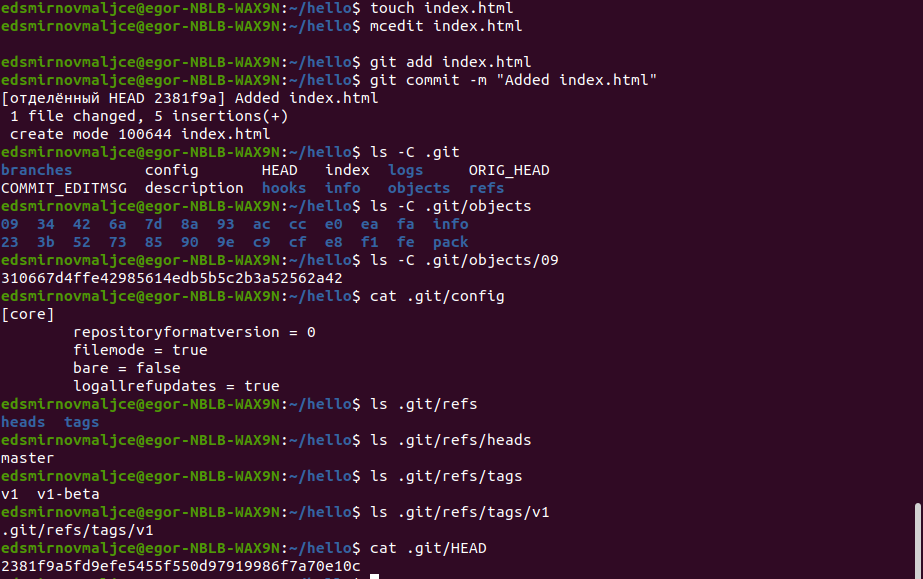 edsmirnovmaljce@egor-NBLB-WAX9N:~/hello$ touch index.html
edsmirnovmaljce@egor-NBLB-WAX9N:~/hello$ mcedit index.html
edsmirnovmaljce@egor-NBLB-WAX9N:~/hello$ git add index.html
edsmirnovmaljce@egor-NBLB-WAX9N:~/hello$ git commit -m "Added index.html"
[отделённый HEAD 2381f9a] Added index.html
 1 file changed, 5 insertions(+)
 create mode 100644 index.html
edsmirnovmaljce@egor-NBLB-WAX9N:~/hello$ ls -C .git
branches        config       HEAD   index  logs     ORIG_HEAD
COMMIT_EDITMSG  description  hooks  info   objects  refs
edsmirnovmaljce@egor-NBLB-WAX9N:~/hello$ ls -C .git/objects
09  34  42  6a  7d  8a  93  ac  cc  e0  ea  fa  info
23  3b  52  73  85  90  9e  c9  cf  e8  f1  fe  pack
edsmirnovmaljce@egor-NBLB-WAX9N:~/hello$ ls -C .git/objects/09
310667d4ffe42985614edb5b5c2b3a52562a42
edsmirnovmaljce@egor-NBLB-WAX9N:~/hello$ cat .git/config
[core]
        repositoryformatversion = 0
        filemode = true
        bare = false
        logallrefupdates = true
edsmirnovmaljce@egor-NBLB-WAX9N:~/hello$ ls .git/refs
heads  tags
edsmirnovmaljce@egor-NBLB-WAX9N:~/hello$ ls .git/refs/heads
master
edsmirnovmaljce@egor-NBLB-WAX9N:~/hello$ ls .git/refs/tags
v1  v1-beta
edsmirnovmaljce@egor-NBLB-WAX9N:~/hello$ ls .git/refs/tags/v1
.git/refs/tags/v1
edsmirnovmaljce@egor-NBLB-WAX9N:~/hello$ cat .git/HEAD
2381f9a5fd9efe5455f550d97919986f7a70e10c